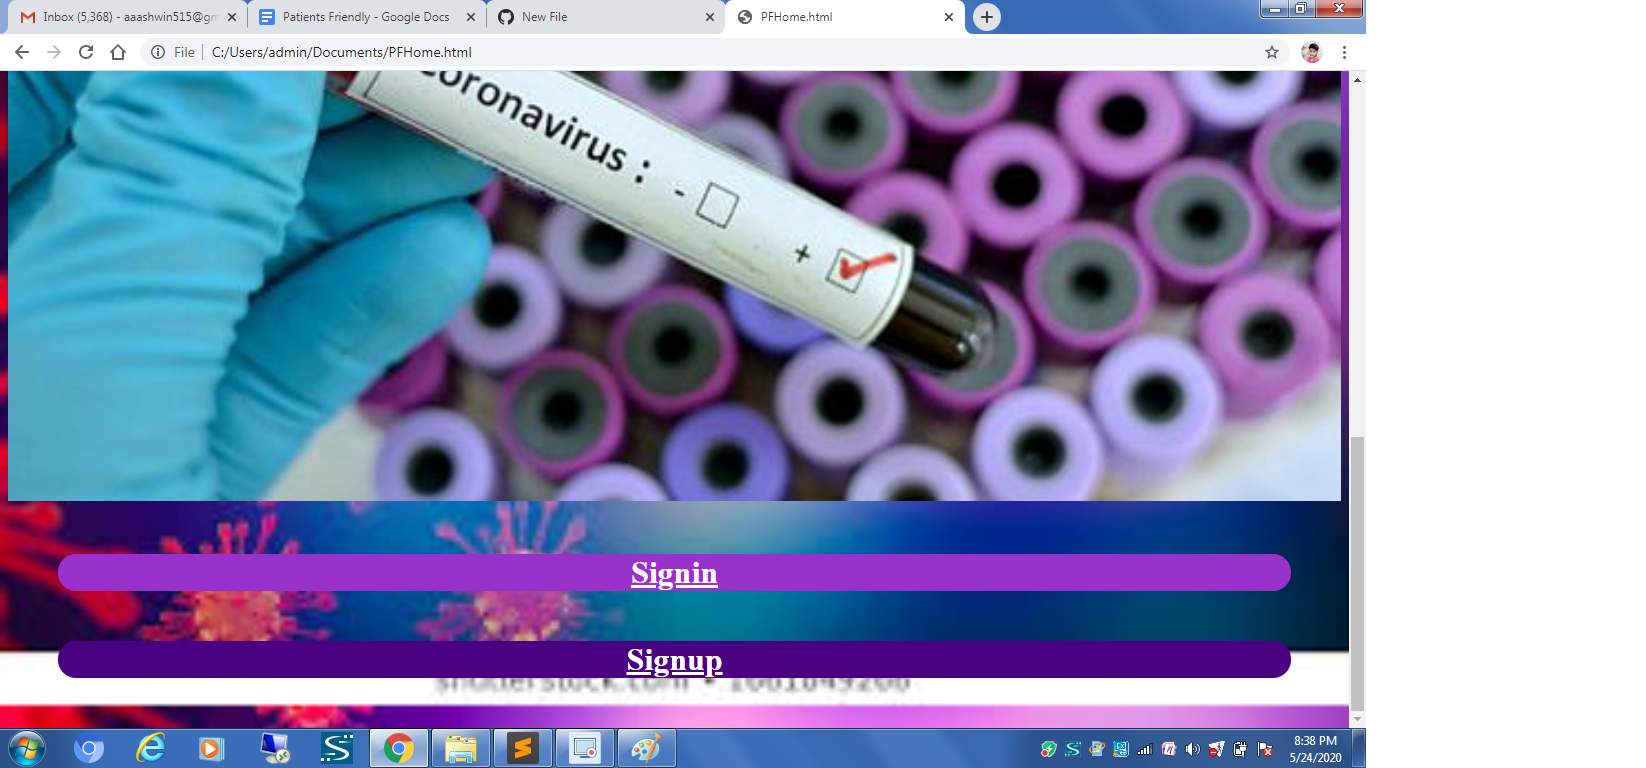 Inbox (5,368) - aaashwin515@gm
Patients Friendly - Google Docs
New File
PFHome.html
File
C:/Users/admin/Documents/PFHome.html
oronavirus : -
+
Signin
Signup
8:38 PM
5/24/2020